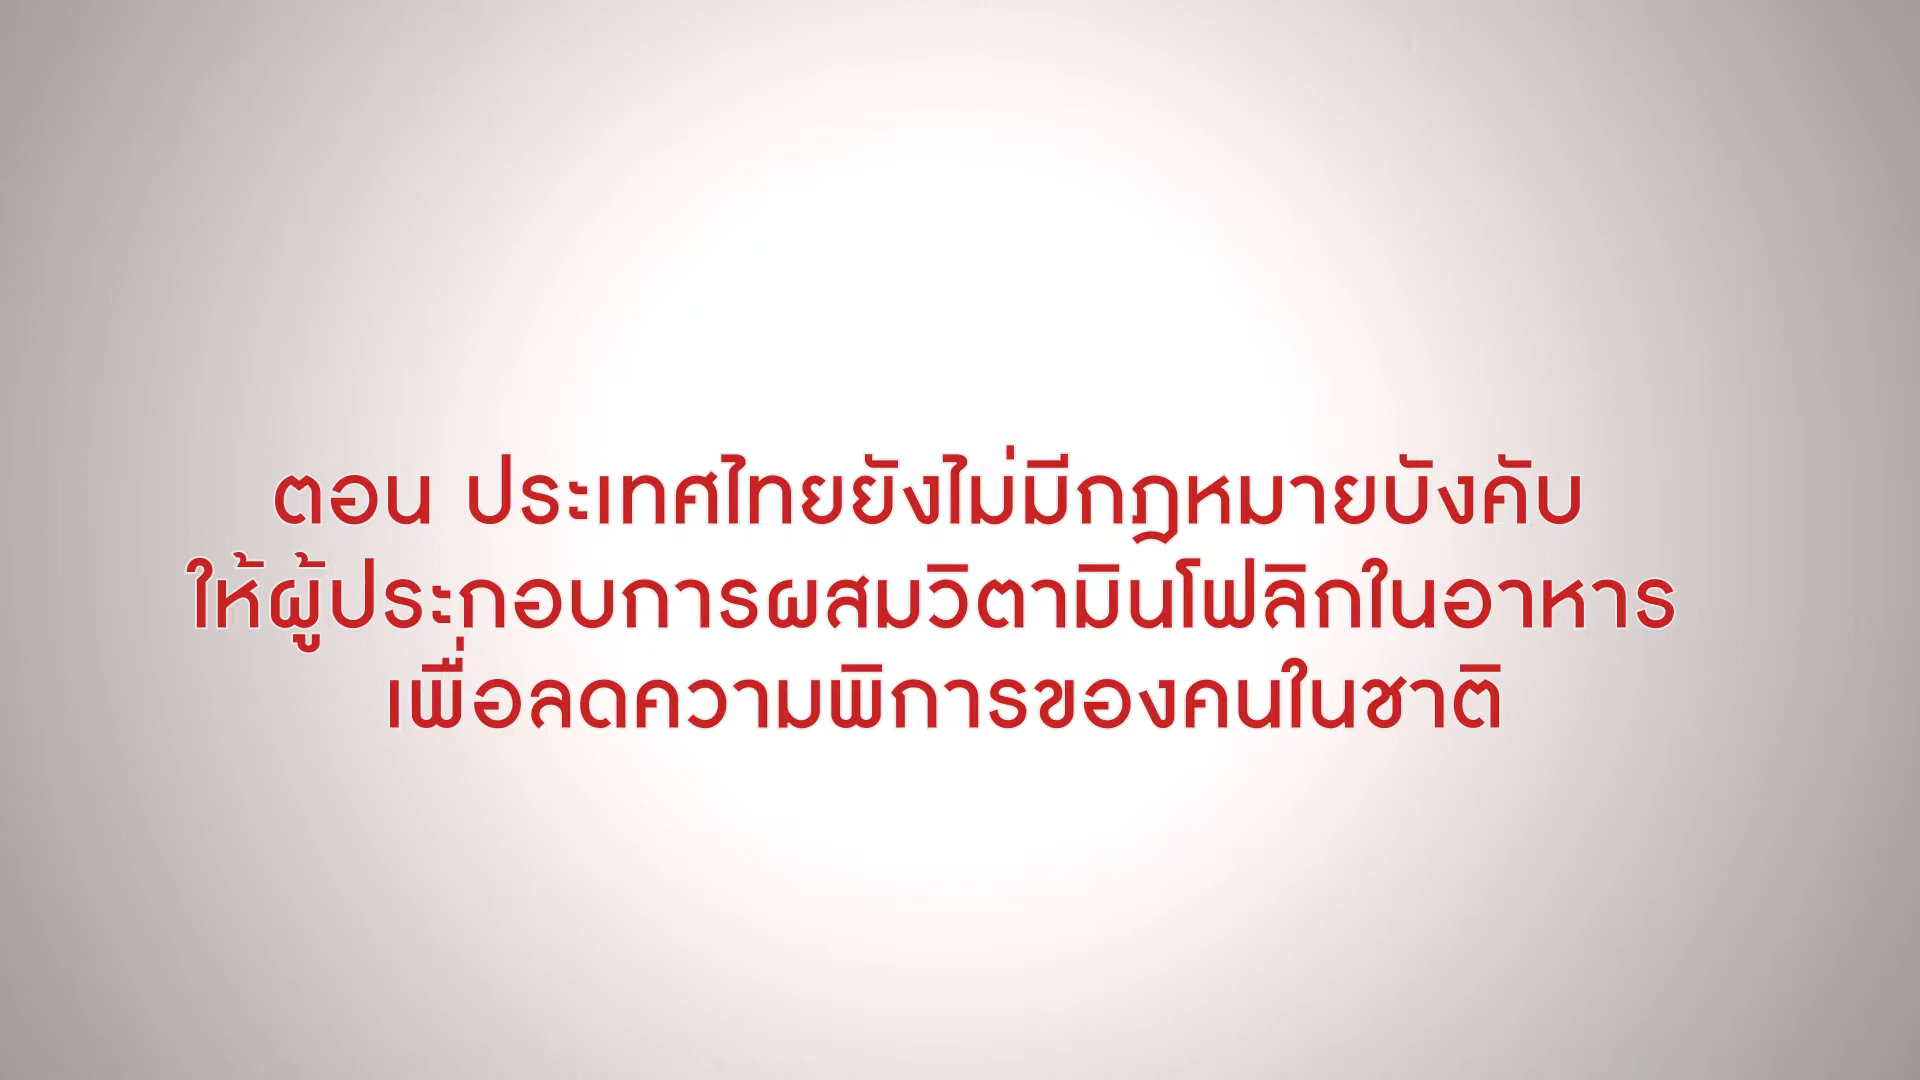 ตอน ประเทศไทยยังไม่มีกฎหมายบังคับ
ให้ผู้ประกอบการผสมวิตามินโฟลิกในอาหาร
เพื่อลดความพิการของคนในชาติ